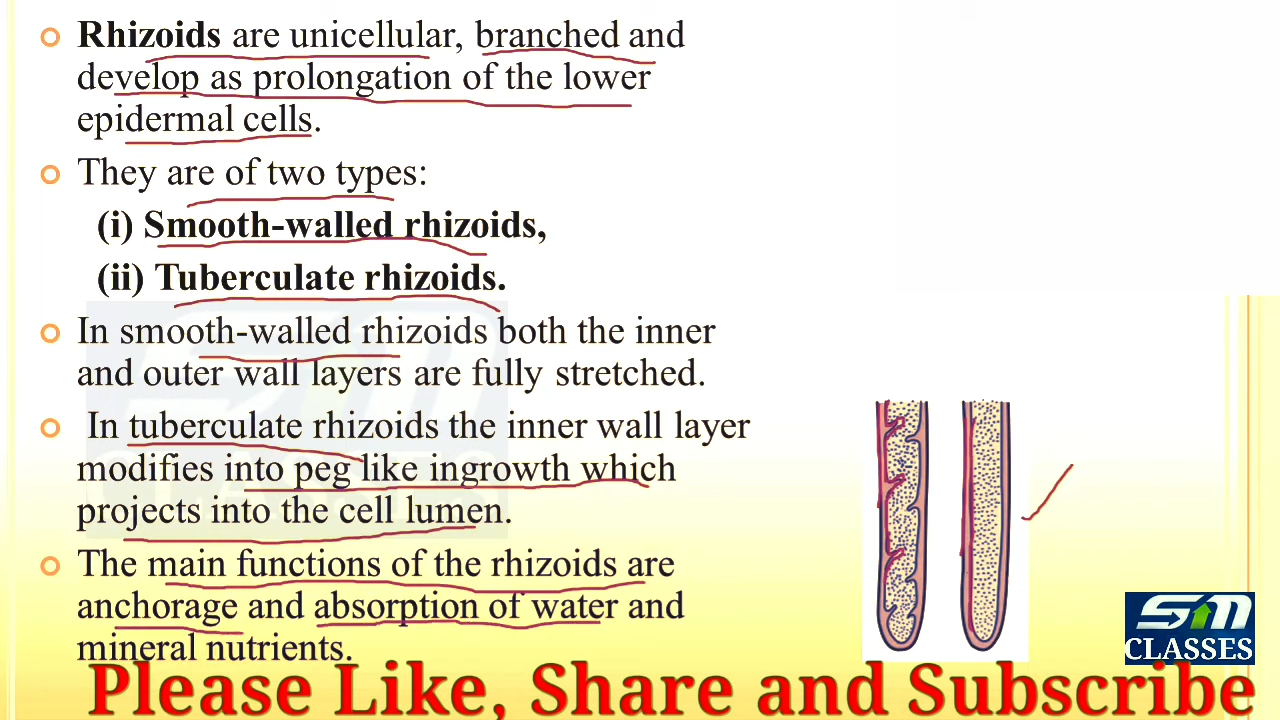 Rhizoids are unicellular, branched and
develop as prolongation of the lower
epidermal cells.
They are of two types:
(i) Smooth-walled rhizoids,
(ii) Tuberculate rhizoids.
In smooth-walled rhizoids both the inner
and outer wall layers are fully stretched.
In tuberculate rhizoids the inner wall layer
modifies into peg like ingrowth which
projects into the cell lumen.
The main functions of the rhizoids are
anchorage and absorption of water and
mineral nutrients.
SM
CLASSES
Please Like, Share and Subscribe